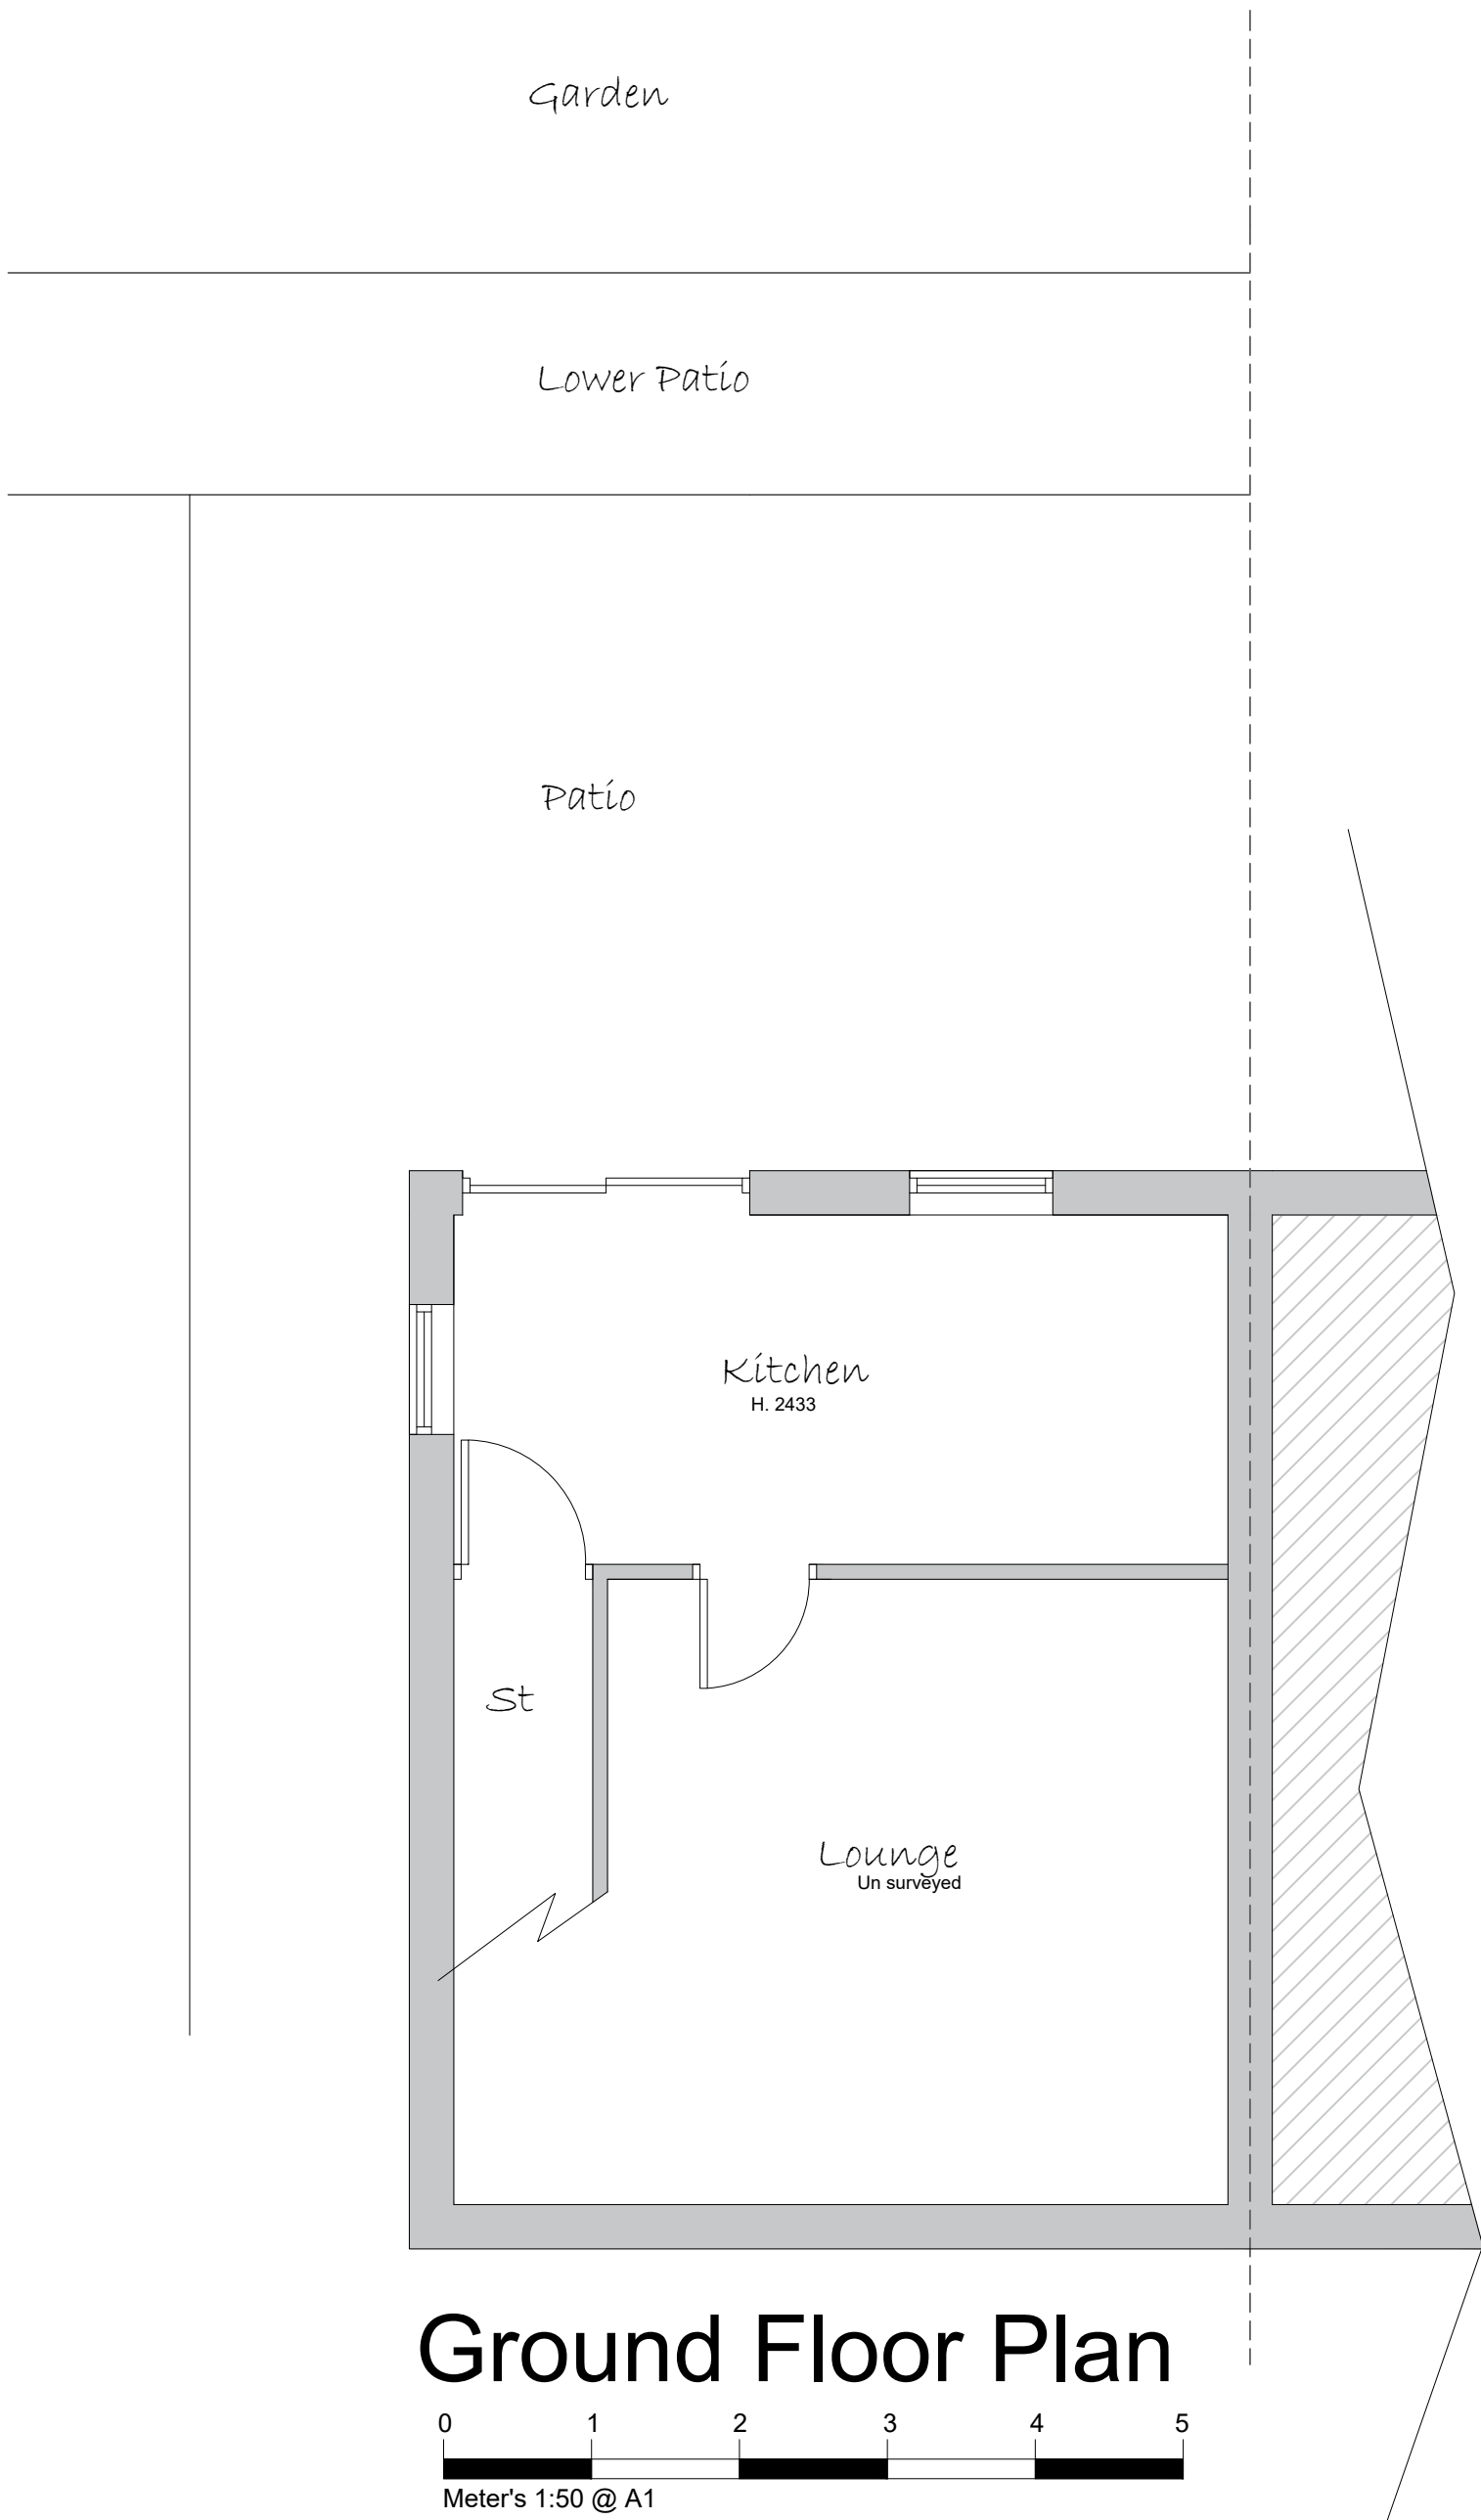 Garden
Lower Patio
Patio
Kitchen
H. 2433
St
Lounge
Un surveyed
Ground Floor Plan
0 1 2 3 4 5
Meter's 1:50 @ A1